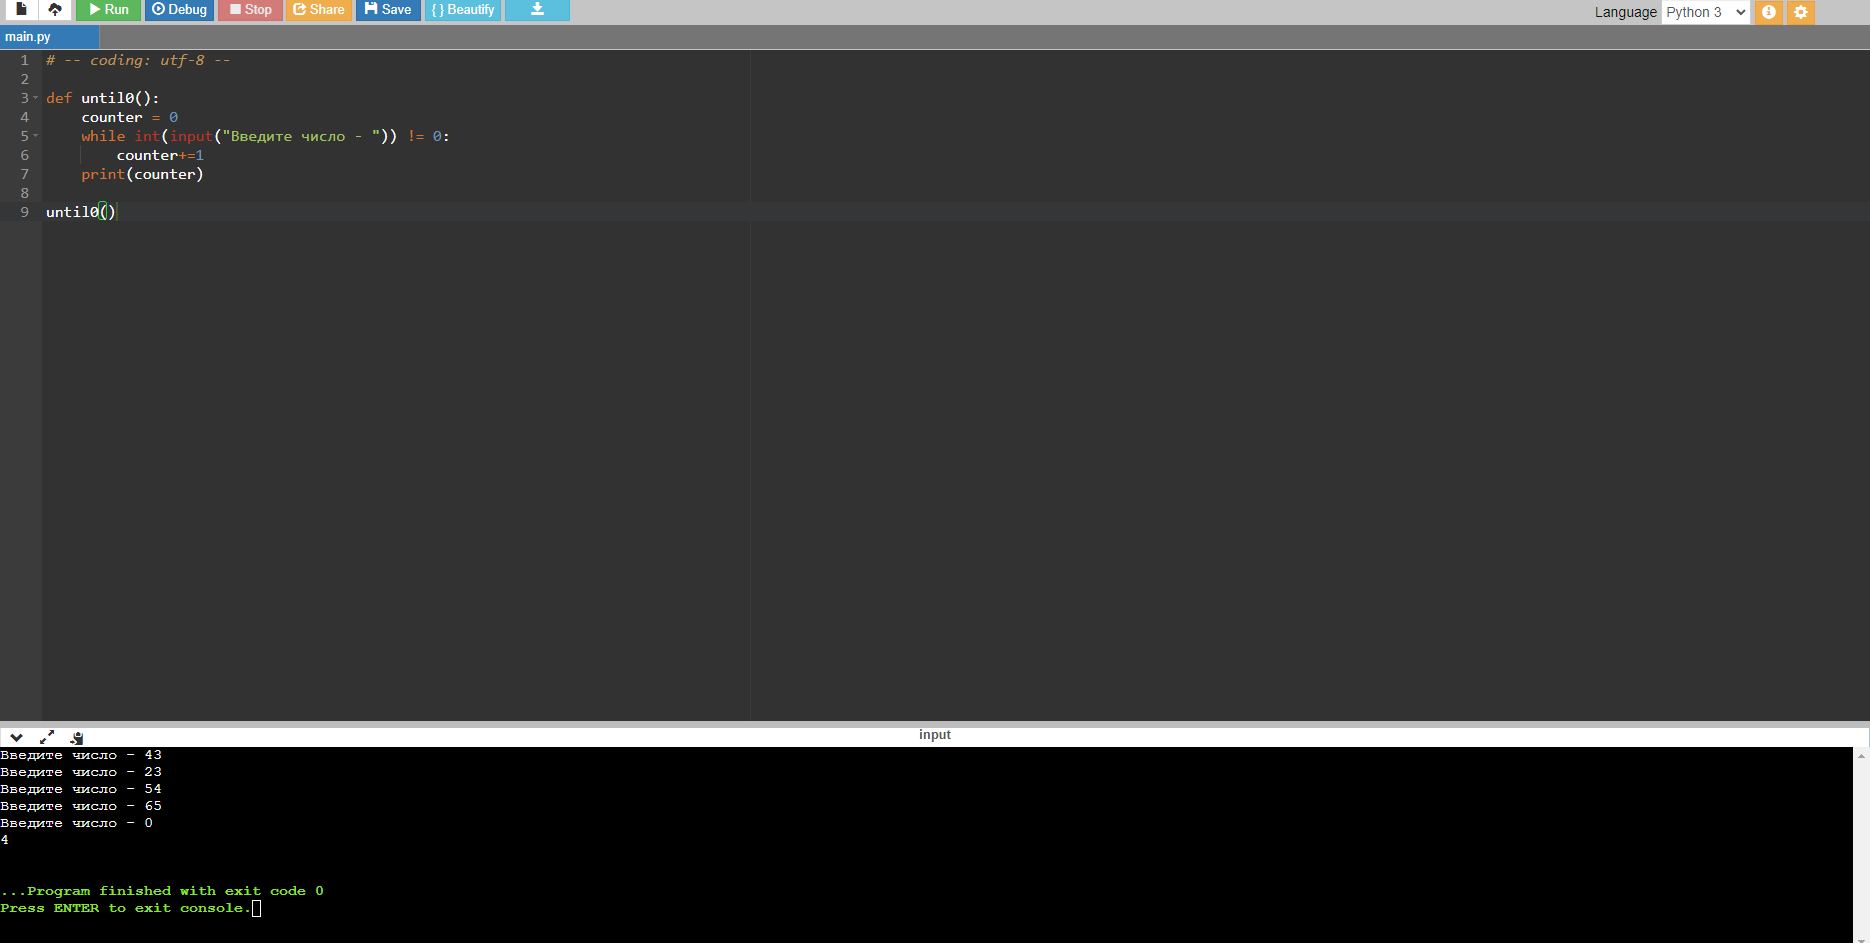 Run Debug Stop Share Save { } Beautify Language Python 3
main.py
1 # -- coding: utf-8 --
2
3 def until0():
4 counter = 0
5 while int(input("Введите число - ")) != 0:
6 counter+=1
7 print(counter)
8
9 until0()
input
Введите число - 43
Введите число - 23
Введите число - 54
Введите число - 65
Введите число - 0
4
...Program finished with exit code 0
Press ENTER to exit console.